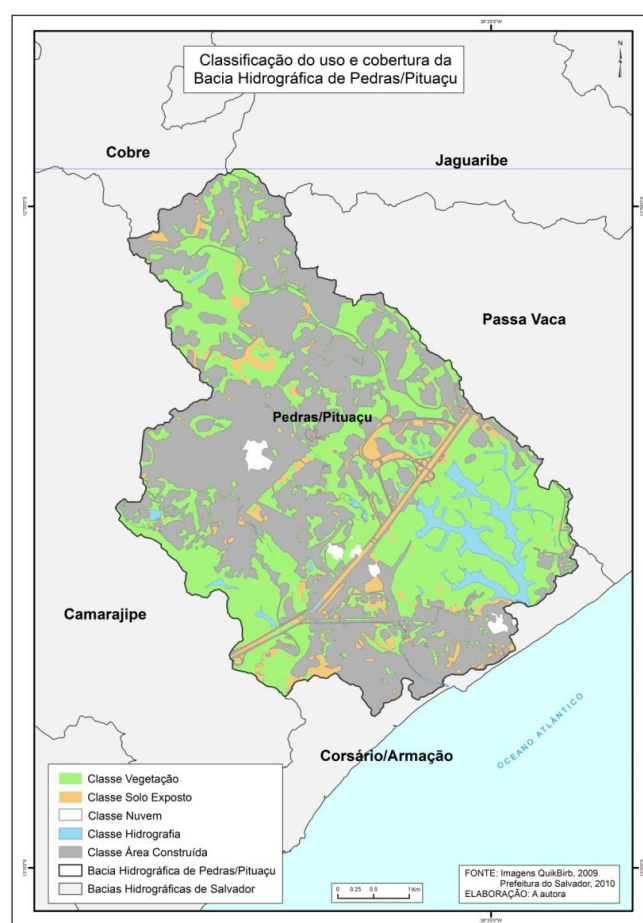 Classificação do uso e cobertura da
Bacia Hidrográfica de Pedras/Pituaçu
N
Cobre
Jaguaribe
Passa Vaca
Pedras/Pituaçu
Camarajipe
Corsário/Armação
OCEANO ATLÂNTICO
Classe Vegetação
Classe Solo Exposto
Classe Nuvem
Classe Hidrografia
Classe Área Construída
Bacia Hidrográfica de Pedras/Pituaçu
Bacias Hidrográficas de Salvador
0 0.25 0.5 1Km
FONTE: Imagens QuikBirb, 2009
Prefeitura do Salvador, 2010
ELABORAÇÃO: A autora